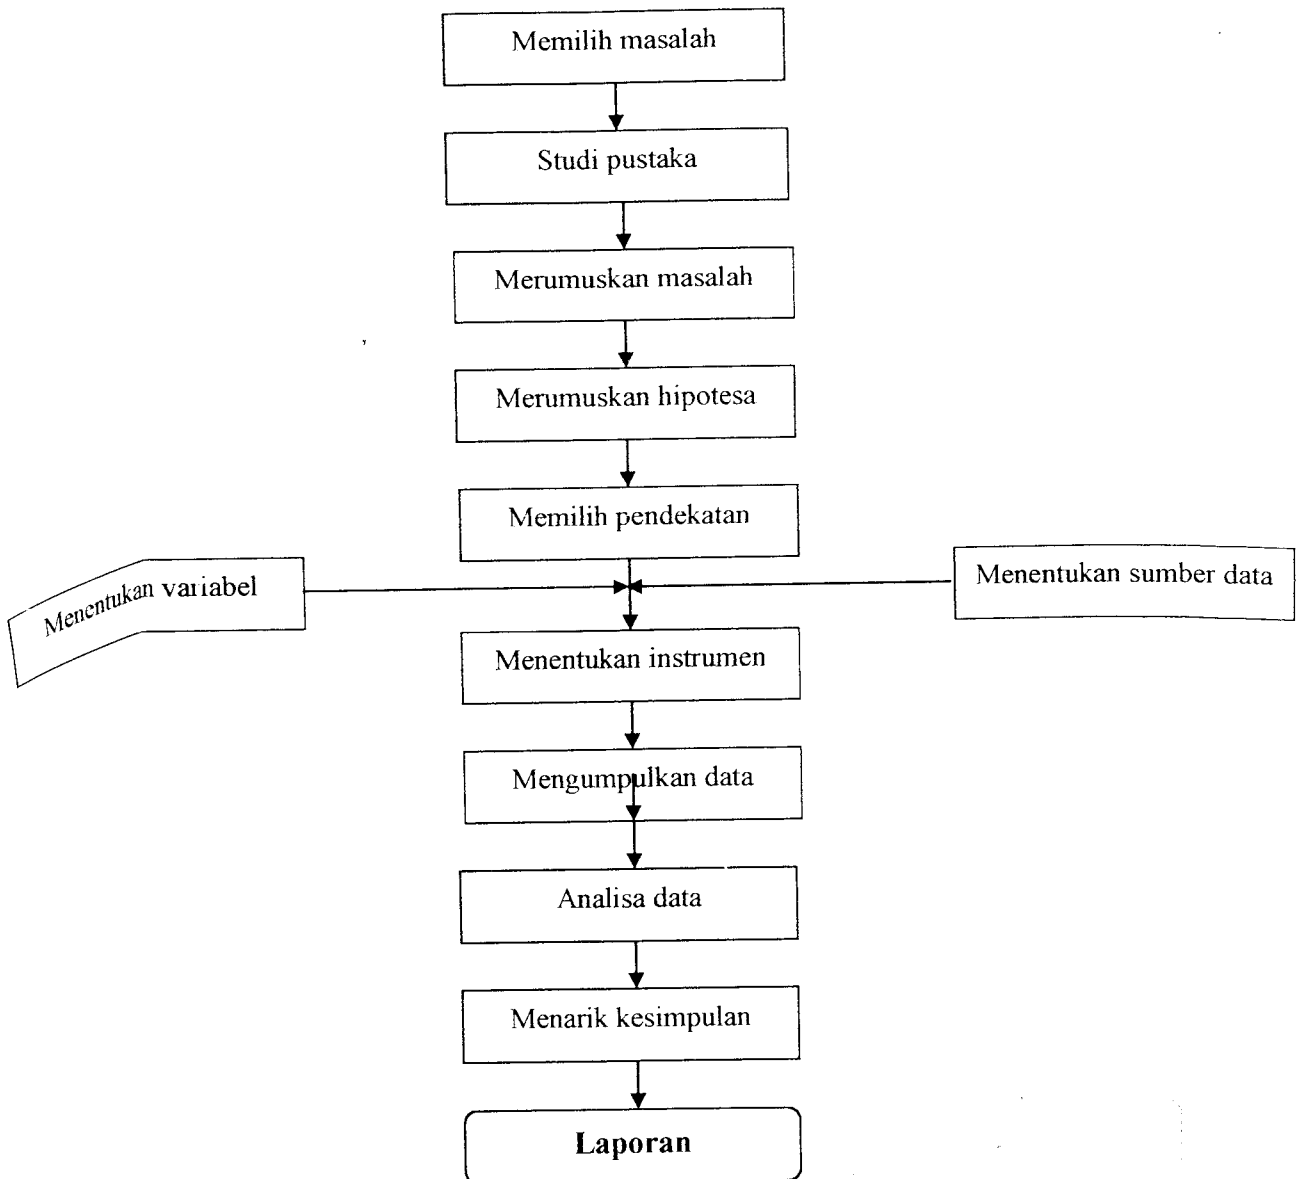 Memilih masalah
Studi pustaka
Merumuskan masalah
Merumuskan hipotesa
Memilih pendekatan
Menentukan variabel
Menentukan sumber data
Menentukan instrumen
Mengumpulkan data
Analisa data
Menarik kesimpulan
Laporan